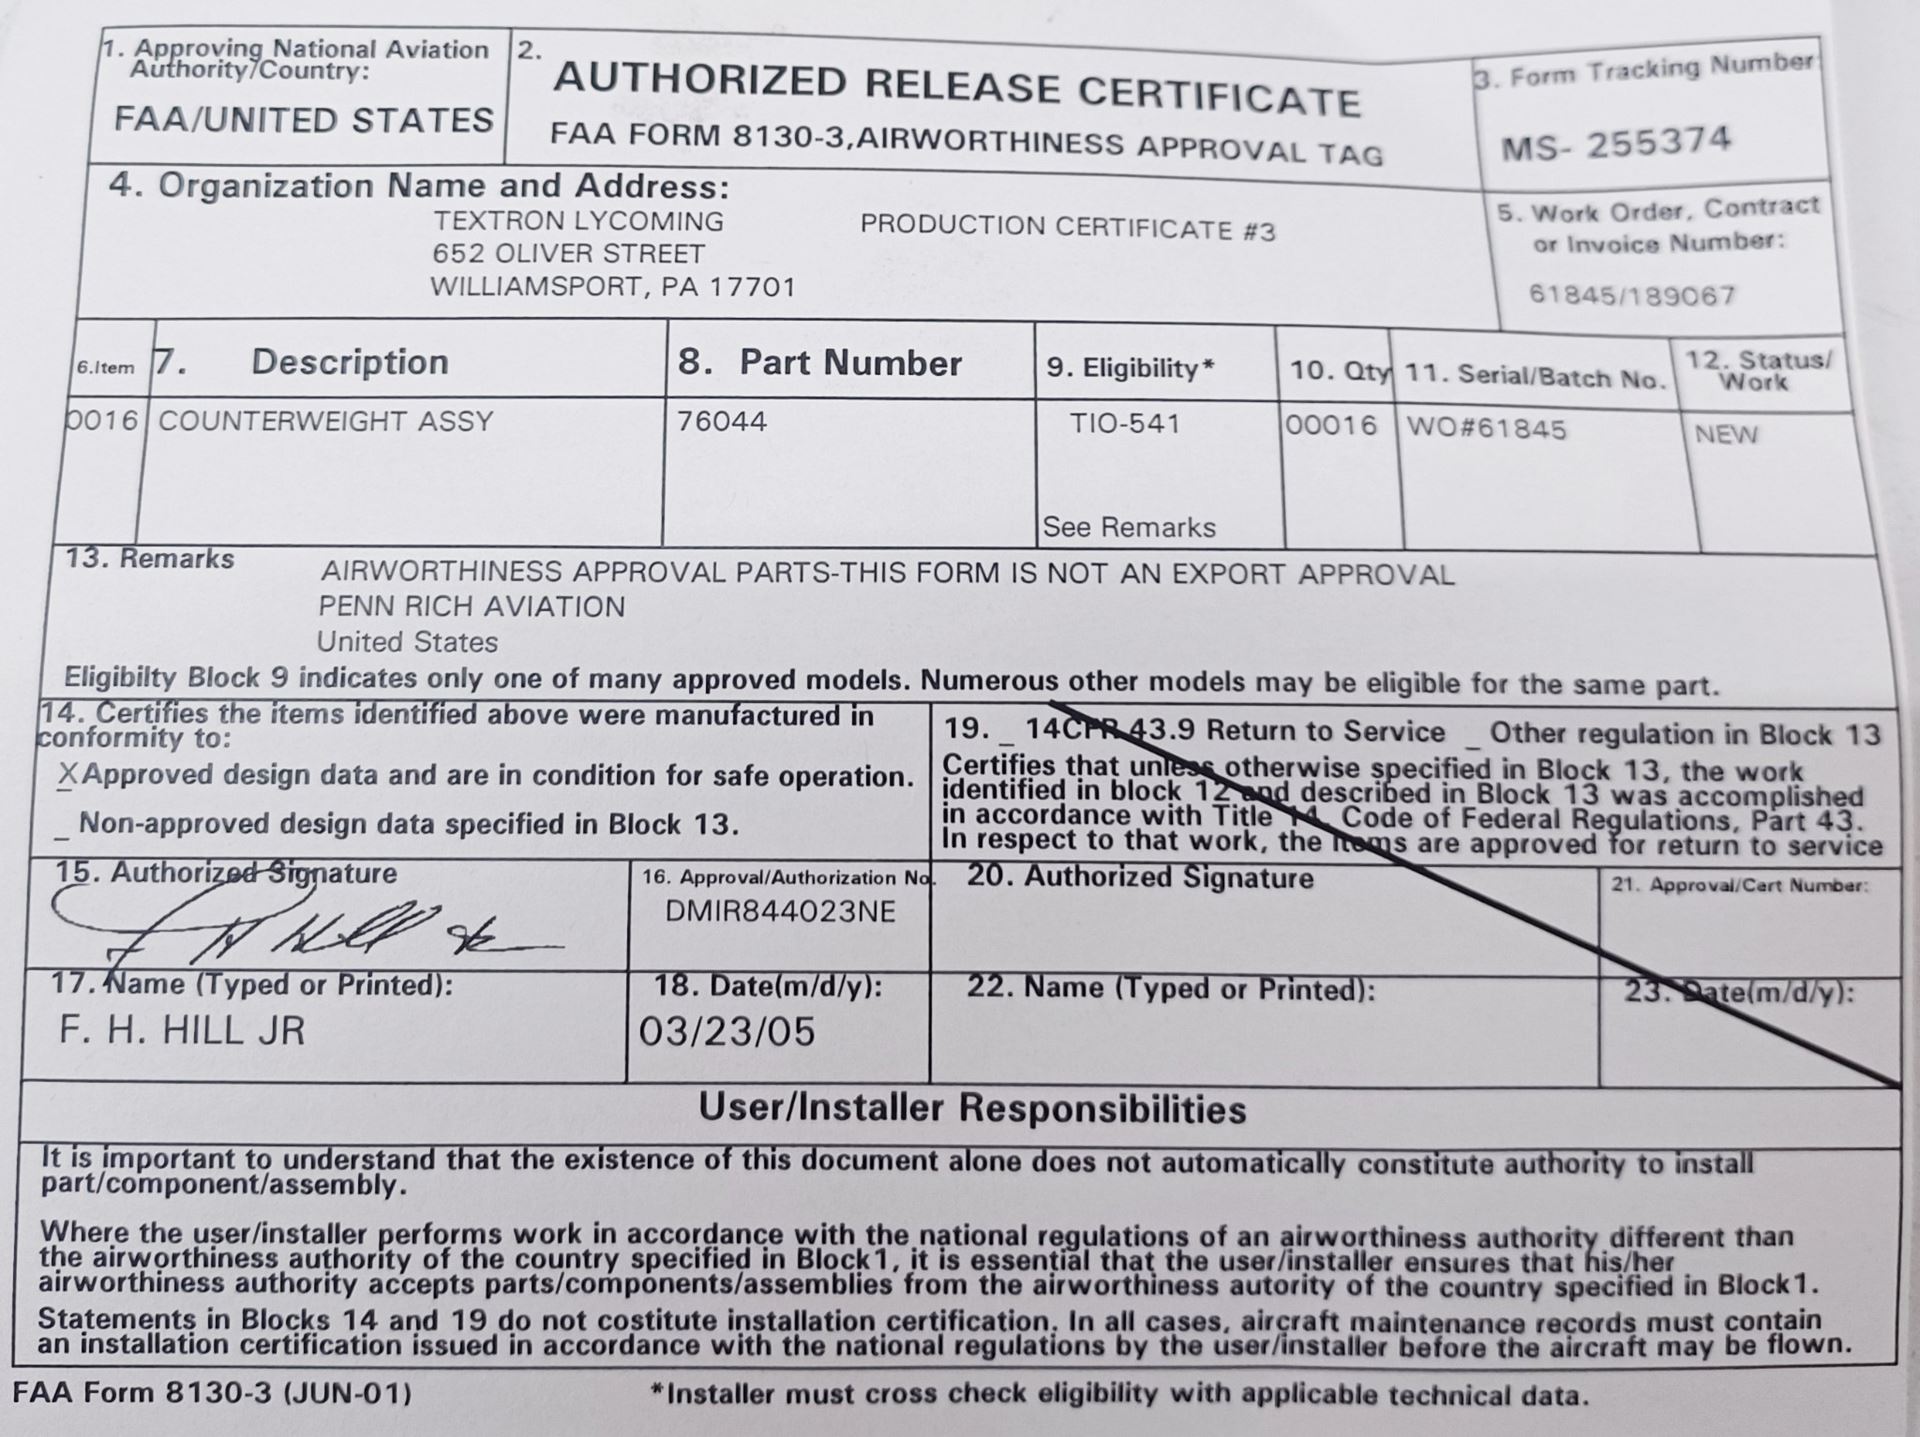 1. Approving National Aviation
Authority/Country:
FAA/UNITED STATES
2.
AUTHORIZED RELEASE CERTIFICATE
FAA FORM 8130-3,AIRWORTHINESS APPROVAL TAG
3. Form Tracking Number
MS- 255374
4. Organization Name and Address:
TEXTRON LYCOMING PRODUCTION CERTIFICATE #3
652 OLIVER STREET
WILLIAMSPORT, PA 17701
5. Work Order, Contract
or Invoice Number:
61845/189067
6.Item 7. Description 8. Part Number 9. Eligibility* 10. Qty 11. Serial/Batch No. 12. Status/
Work
0016 COUNTERWEIGHT ASSY 76044 TIO-541 00016 WO#61845 NEW
See Remarks
13. Remarks
AIRWORTHINESS APPROVAL PARTS-THIS FORM IS NOT AN EXPORT APPROVAL
PENN RICH AVIATION
United States
Eligibilty Block 9 indicates only one of many approved models. Numerous other models may be eligible for the same part.
14. Certifies the items identified above were manufactured in
conformity to:
X Approved design data and are in condition for safe operation.
_ Non-approved design data specified in Block 13.
19. _ 14CFR 43.9 Return to Service _ Other regulation in Block 13
Certifies that unless otherwise specified in Block 13, the work
identified in block 12 and described in Block 13 was accomplished
in accordance with Title 14, Code of Federal Regulations, Part 43.
In respect to that work, the items are approved for return to service
15. Authorized Signature
F H Hill Jr
16. Approval/Authorization No.
DMIR844023NE
20. Authorized Signature
21. Approval/Cert Number:
17. Name (Typed or Printed):
F. H. HILL JR
18. Date(m/d/y):
03/23/05
22. Name (Typed or Printed):
23. Date(m/d/y):
User/Installer Responsibilities
It is important to understand that the existence of this document alone does not automatically constitute authority to install
part/component/assembly.
Where the user/installer performs work in accordance with the national regulations of an airworthiness authority different than
the airworthiness authority of the country specified in Block1, it is essential that the user/installer ensures that his/her
airworthiness authority accepts parts/components/assemblies from the airworthiness autority of the country specified in Block1.
Statements in Blocks 14 and 19 do not costitute installation certification. In all cases, aircraft maintenance records must contain
an installation certification issued in accordance with the national regulations by the user/installer before the aircraft may be flown.
FAA Form 8130-3 (JUN-01)
*Installer must cross check eligibility with applicable technical data.